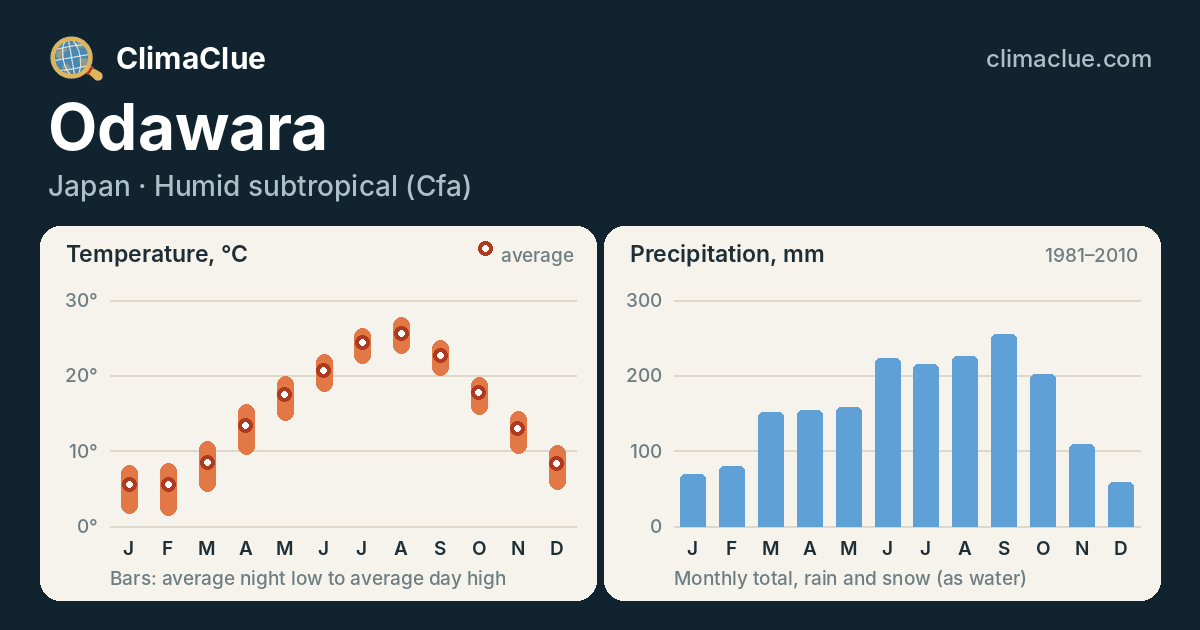 ClimaClue
climaclue.com
Odawara
Japan · Humid subtropical (Cfa)
Temperature, °C
average
30°
20°
10°
0°
J F M A M J J A S O N D
Bars: average night low to average day high
Precipitation, mm
1981–2010
300
200
100
0
J F M A M J J A S O N D
Monthly total, rain and snow (as water)